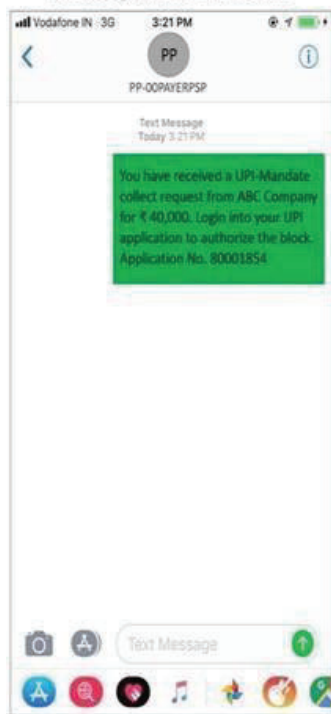 Vodafone IN 3G 3:21 PM
PP
PP-OOPAYERPSP
Text Message
Today 3:21 PM
You have received a UPI-Mandate
collect request from ABC Company
for ₹ 40,000. Login into your UPI
application to authorize the block.
Application No. 80001854
Text Message